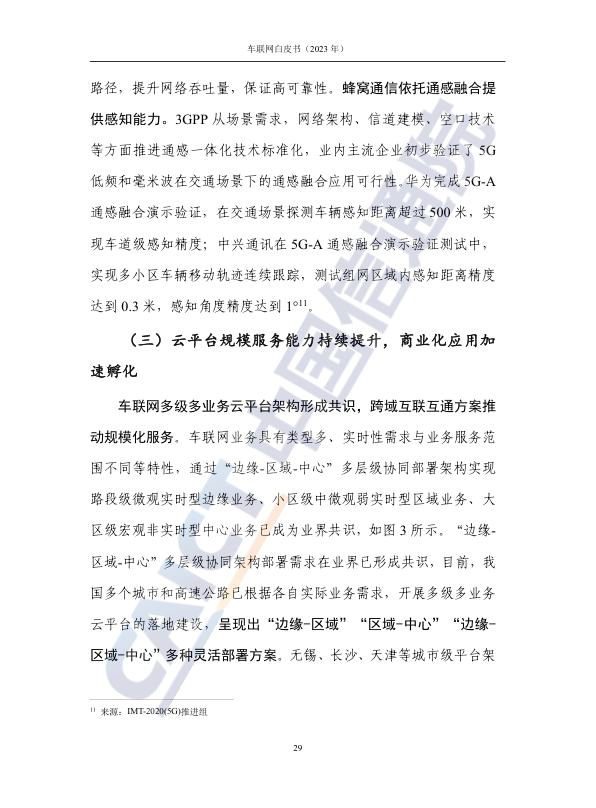 车联网白皮书（2023 年）
路径，提升网络吞吐量，保证高可靠性。蜂窝通信依托通感融合提
供感知能力。3GPP 从场景需求，网络架构、信道建模、空口技术
等方面推进通感一体化技术标准化，业内主流企业初步验证了 5G
低频和毫米波在交通场景下的通感融合应用可行性。华为完成 5G-A
通感融合演示验证，在交通场景探测车辆感知距离超过 500 米，实
现车道级感知精度；中兴通讯在 5G-A 通感融合演示验证测试中，
实现多小区车辆移动轨迹连续跟踪，测试组网区域内感知距离精度
达到 0.3 米，感知角度精度达到 1°¹¹。
（三）云平台规模服务能力持续提升，商业化应用加
速孵化
车联网多级多业务云平台架构形成共识，跨域互联互通方案推
动规模化服务。车联网业务具有类型多、实时性需求与业务服务范
围不同等特性，通过“边缘-区域-中心”多层级协同部署架构实现
路段级微观实时型边缘业务、小区级中微观弱实时型区域业务、大
区级宏观非实时型中心业务已成为业界共识，如图 3 所示。“边缘-
区域-中心”多层级协同架构部署需求在业界已形成共识，目前，我
国多个城市和高速公路已根据各自实际业务需求，开展多级多业务
云平台的落地建设，呈现出“边缘-区域”“区域-中心”“边缘-
区域-中心”多种灵活部署方案。无锡、长沙、天津等城市级平台架
¹¹ 来源：IMT-2020(5G)推进组
29
CAICT 中国信通院